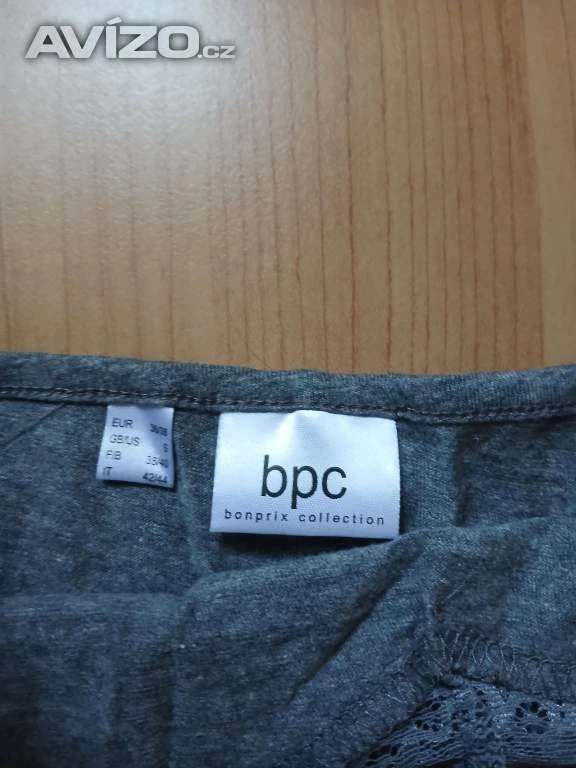 AVÍZO.cz
EUR 36/38
GB/US S
F/B 38/40
IT 42/44
bpc
bonprix collection